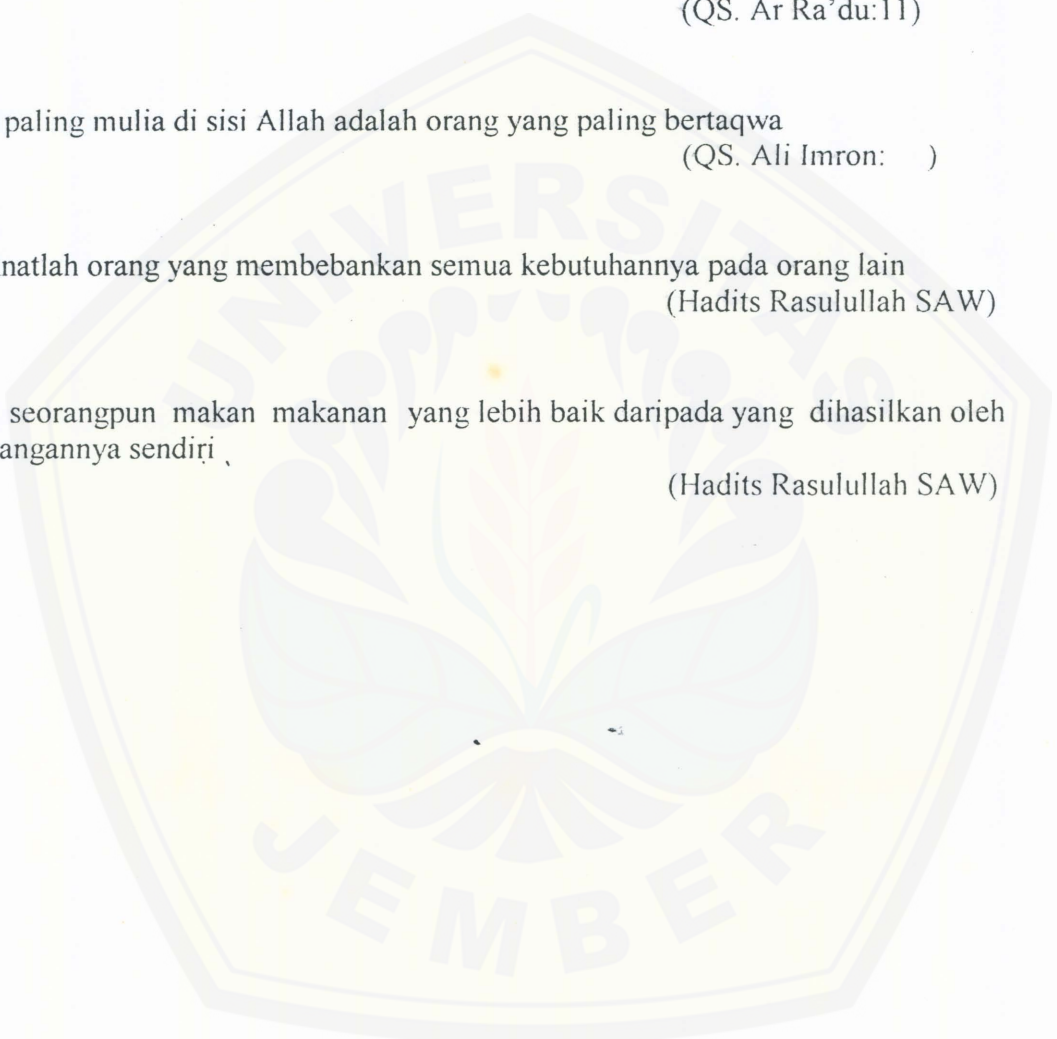 (QS. Ar Ra'du:11)
paling mulia di sisi Allah adalah orang yang paling bertaqwa
(QS. Ali Imron: )
natlah orang yang membebankan semua kebutuhannya pada orang lain
(Hadits Rasulullah SAW)
seorangpun makan makanan yang lebih baik daripada yang dihasilkan oleh
angannya sendiri
(Hadits Rasulullah SAW)
UNIVERSITAS
JEMBER